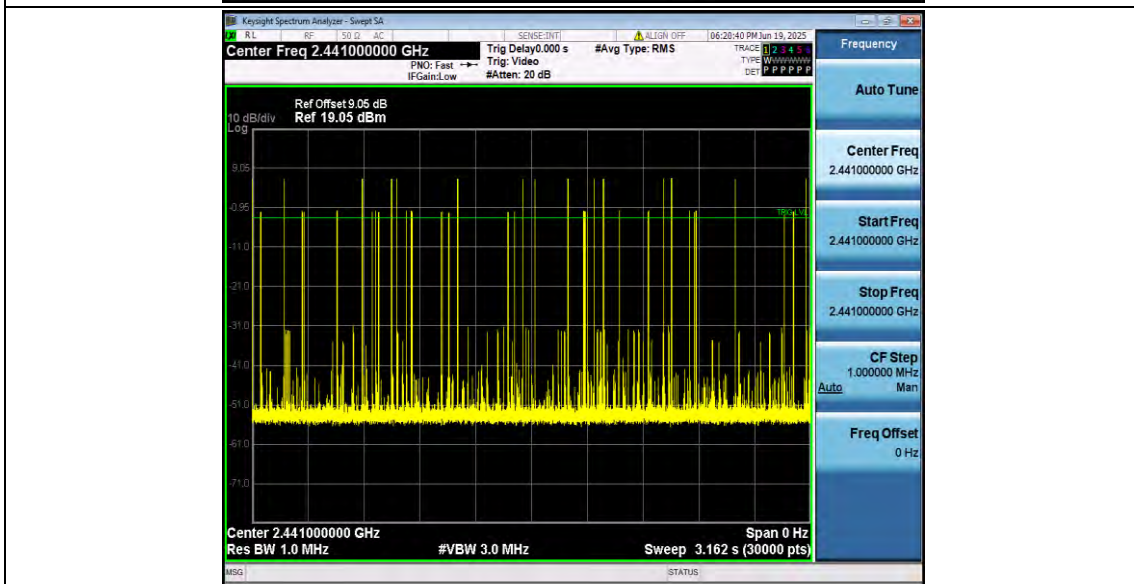 Keysight Spectrum Analyzer - Swept SA
RL RF 50 Ω AC SENSE:INT ALIGN OFF 06:28:40 PM Jun 19, 2025
Center Freq 2.441000000 GHz
PNO: Fast
IFGain:Low
Trig Delay0.000 s
Trig: Video
#Atten: 20 dB
#Avg Type: RMS
TRACE 1 2 3 4 5 6
TYPE WWWWWW
DET P P P P P P
Frequency
Auto Tune
Center Freq
2.441000000 GHz
Start Freq
2.441000000 GHz
Stop Freq
2.441000000 GHz
CF Step
1.000000 MHz
Auto Man
Freq Offset
0 Hz
Ref Offset 9.05 dB
10 dB/div Ref 19.05 dBm
Log
9.05
-0.95
TRIG LVL
-11.0
-21.0
-31.0
-41.0
-51.0
-61.0
-71.0
Center 2.441000000 GHz Span 0 Hz
Res BW 1.0 MHz #VBW 3.0 MHz Sweep 3.162 s (30000 pts)
MSG STATUS